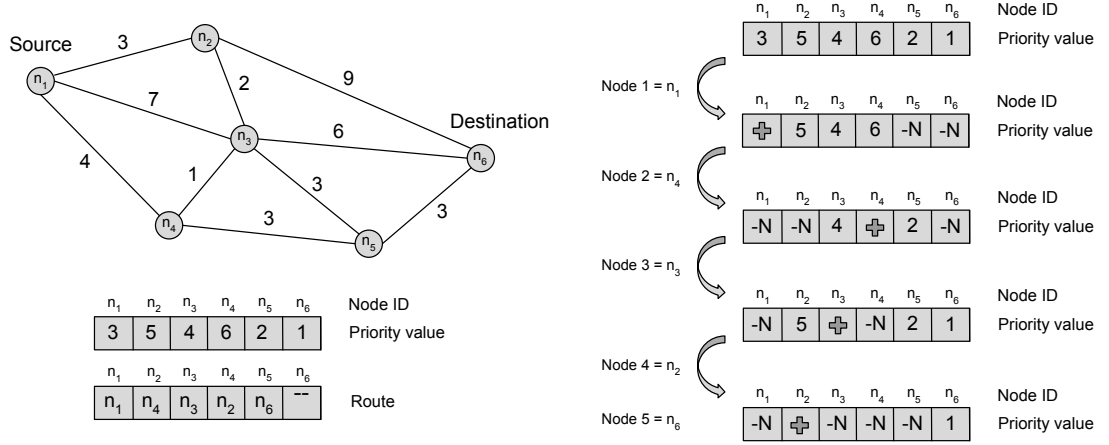 Source
Destination
n₁
n₂
n₃
n₄
n₅
n₆
3
7
4
2
9
6
1
3
3
3
n₁ n₂ n₃ n₄ n₅ n₆ Node ID
3 5 4 6 2 1 Priority value
n₁ n₂ n₃ n₄ n₅ n₆
n₁ n₄ n₃ n₂ n₆ -- Route
n₁ n₂ n₃ n₄ n₅ n₆ Node ID
3 5 4 6 2 1 Priority value
Node 1 = n₁
n₁ n₂ n₃ n₄ n₅ n₆ Node ID
5 4 6 -N -N Priority value
Node 2 = n₄
n₁ n₂ n₃ n₄ n₅ n₆ Node ID
-N -N 4 2 -N Priority value
Node 3 = n₃
n₁ n₂ n₃ n₄ n₅ n₆ Node ID
-N 5 -N 2 1 Priority value
Node 4 = n₂
n₁ n₂ n₃ n₄ n₅ n₆ Node ID
Node 5 = n₆
-N -N -N -N 1 Priority value